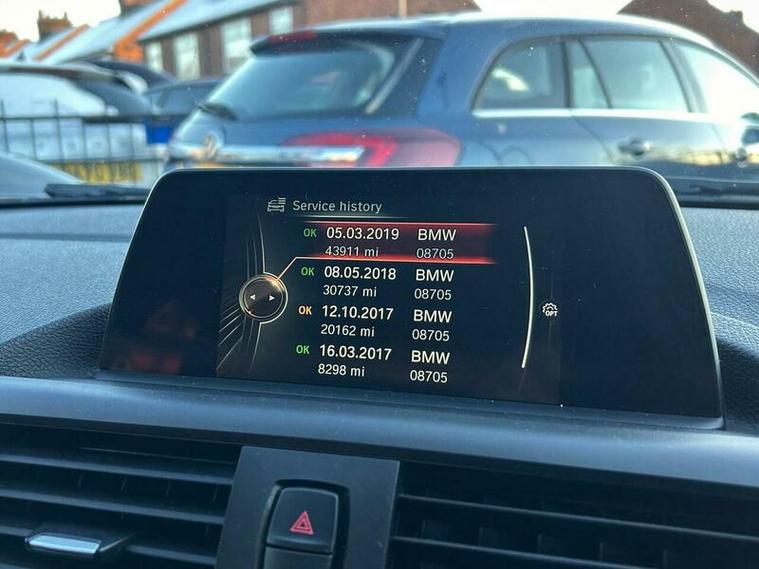 Service history
OK 05.03.2019 BMW
43911 mi 08705
OK 08.05.2018 BMW
30737 mi 08705
OK 12.10.2017 BMW
20162 mi 08705
OK 16.03.2017 BMW
8298 mi 08705
OPT